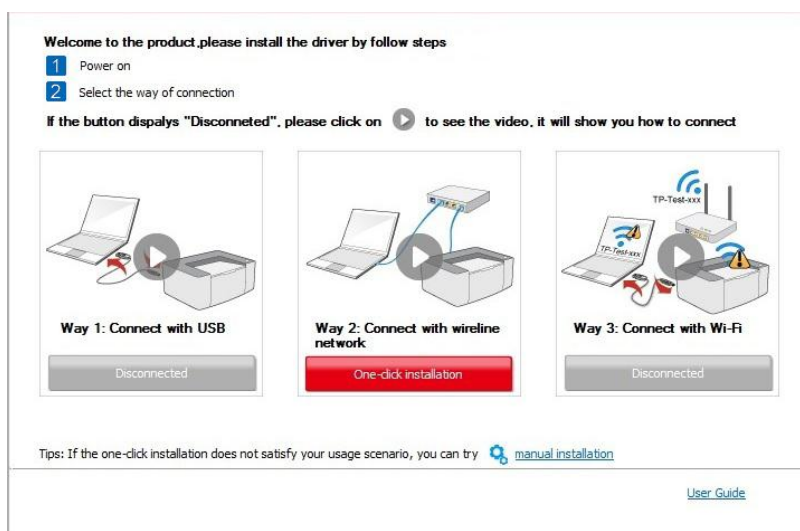 Welcome to the product,please install the driver by follow steps
1 Power on
2 Select the way of connection
If the button dispalys "Disconneted", please click on to see the video, it will show you how to connect
TP-Test-xxx
TP-Test-xxx
Way 1: Connect with USB
Way 2: Connect with wireline
network
Way 3: Connect with Wi-Fi
Disconnected
One-click installation
Disconnected
Tips: If the one-click installation does not satisfy your usage scenario, you can try manual installation
User Guide